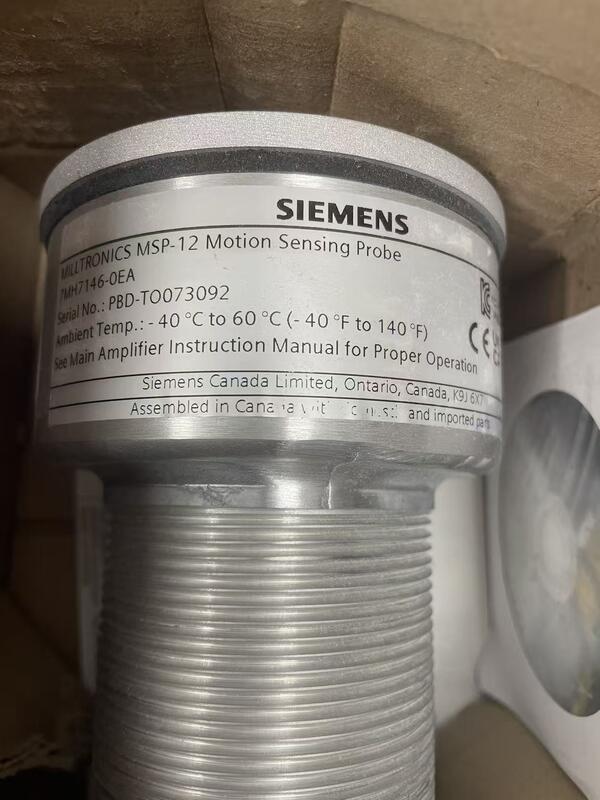 SIEMENS
MILLTRONICS MSP-12 Motion Sensing Probe
7MH7146-0EA
Serial No.: PBD-TO073092
Ambient Temp.: - 40 °C to 60 °C (- 40 °F to 140 °F)
See Main Amplifier Instruction Manual for Proper Operation
CE
Siemens Canada Limited, Ontario, Canada, K9J 6X7
Assembled in Canada and imported parts